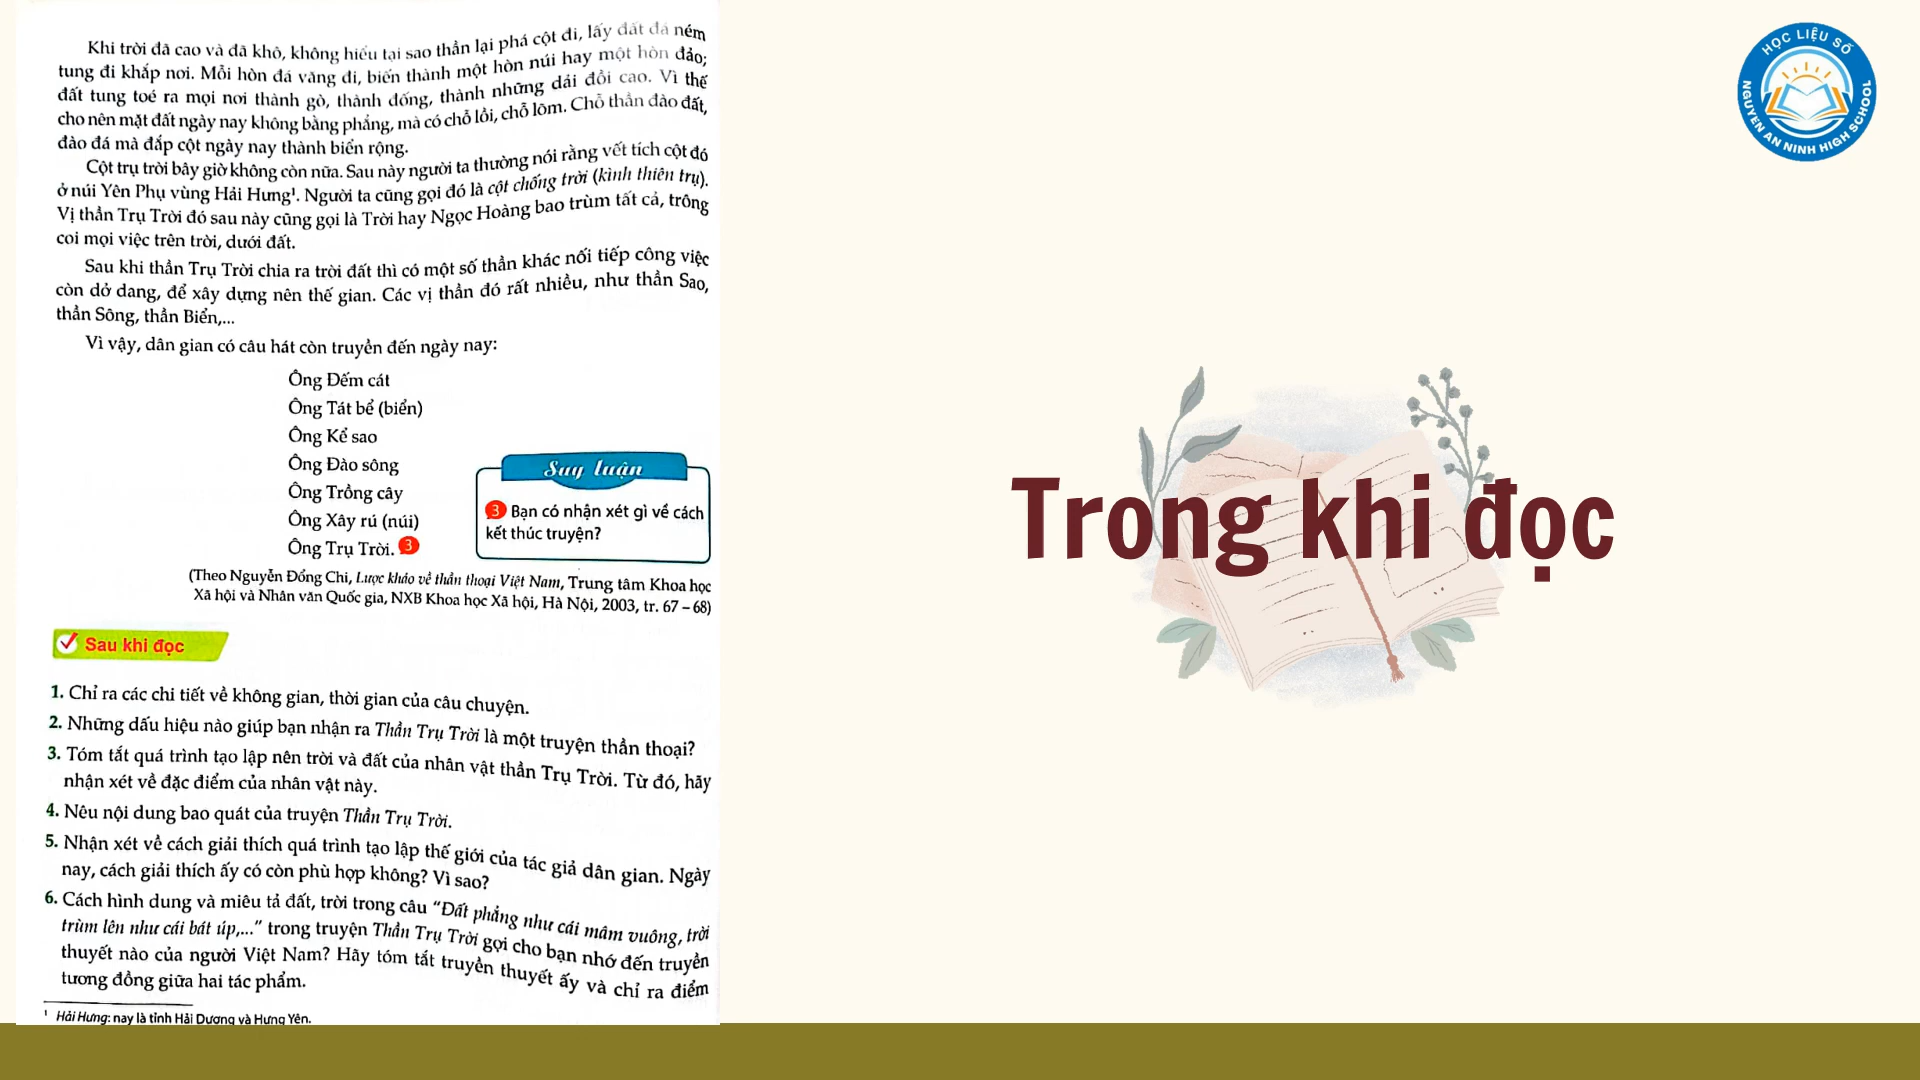 Khi trời đã cao và đã khô, không hiểu tại sao thần lại phá cột đi, lấy đất đá ném
tung đi khắp nơi. Mỗi hòn đá văng đi, biến thành một hòn núi hay một hòn đảo;
đất tung toé ra mọi nơi thành gò, thành đống, thành những dải đồi cao. Vì thế
cho nên mặt đất ngày nay không bằng phẳng, mà có chỗ lồi, chỗ lõm. Chỗ thần đào đất,
đào đá mà đắp cột ngày nay thành biển rộng.
Cột trụ trời bây giờ không còn nữa. Sau này người ta thường nói rằng vết tích cột đó
ở núi Yên Phụ vùng Hải Hưng¹. Người ta cũng gọi đó là cột chống trời (kình thiên trụ).
Vị thần Trụ Trời đó sau này cũng gọi là Trời hay Ngọc Hoàng bao trùm tất cả, trông
coi mọi việc trên trời, dưới đất.
Sau khi thần Trụ Trời chia ra trời đất thì có một số thần khác nối tiếp công việc
còn dở dang, để xây dựng nên thế gian. Các vị thần đó rất nhiều, như thần Sao,
thần Sông, thần Biển,...
Vì vậy, dân gian có câu hát còn truyền đến ngày nay:
Ông Đếm cát
Ông Tát bể (biển)
Ông Kể sao
Ông Đào sông
Ông Trồng cây
Ông Xây rú (núi)
Ông Trụ Trời. 3
Suy luận
3 Bạn có nhận xét gì về cách
kết thúc truyện?
(Theo Nguyễn Đổng Chi, Lược khảo về thần thoại Việt Nam, Trung tâm Khoa học
Xã hội và Nhân văn Quốc gia, NXB Khoa học Xã hội, Hà Nội, 2003, tr. 67 – 68)
Sau khi đọc
1. Chỉ ra các chi tiết về không gian, thời gian của câu chuyện.
2. Những dấu hiệu nào giúp bạn nhận ra Thần Trụ Trời là một truyện thần thoại?
3. Tóm tắt quá trình tạo lập nên trời và đất của nhân vật thần Trụ Trời. Từ đó, hãy
nhận xét về đặc điểm của nhân vật này.
4. Nêu nội dung bao quát của truyện Thần Trụ Trời.
5. Nhận xét về cách giải thích quá trình tạo lập thế giới của tác giả dân gian. Ngày
nay, cách giải thích ấy có còn phù hợp không? Vì sao?
6. Cách hình dung và miêu tả đất, trời trong câu “Đất phẳng như cái mâm vuông, trời
trùm lên như cái bát úp,...” trong truyện Thần Trụ Trời gợi cho bạn nhớ đến truyền
thuyết nào của người Việt Nam? Hãy tóm tắt truyền thuyết ấy và chỉ ra điểm
tương đồng giữa hai tác phẩm.
¹ Hải Hưng: nay là tỉnh Hải Dương và Hưng Yên.
Trong khi đọc
HỌC LIỆU SỐ
NGUYEN AN NINH HIGH SCHOOL